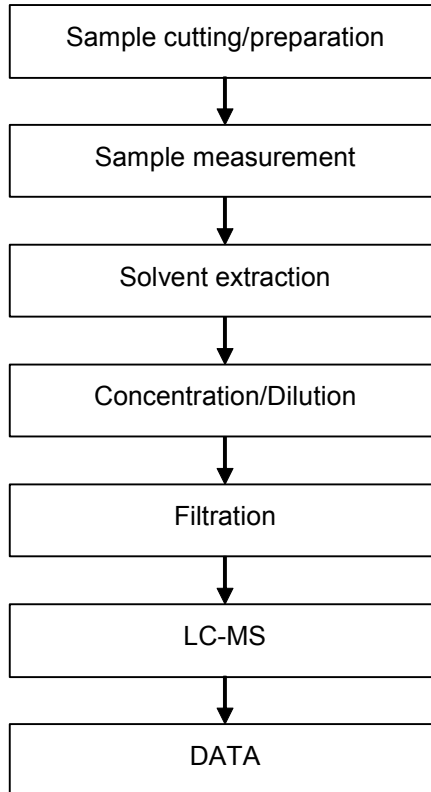 Sample cutting/preparation
Sample measurement
Solvent extraction
Concentration/Dilution
Filtration
LC-MS
DATA